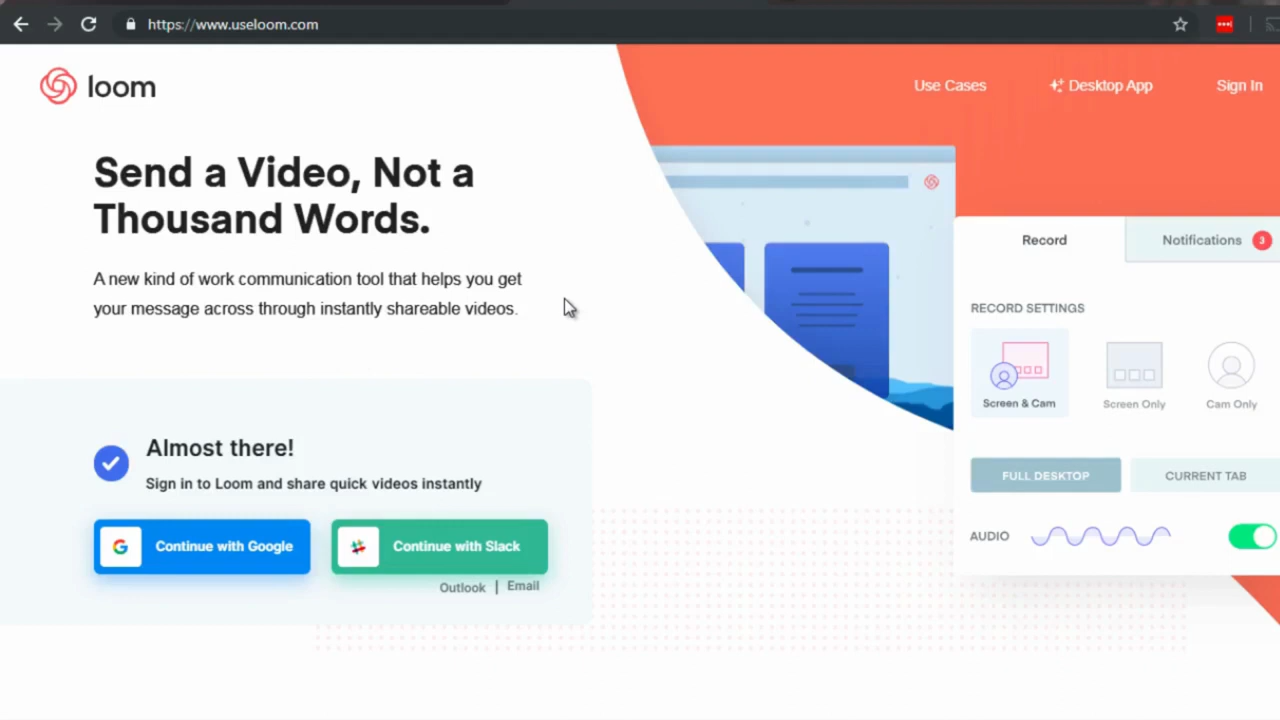 https://www.useloom.com
loom
Use Cases
Desktop App
Sign In
Send a Video, Not a
Thousand Words.
A new kind of work communication tool that helps you get
your message across through instantly shareable videos.
Record
Notifications 3
RECORD SETTINGS
Screen & Cam
Screen Only
Cam Only
FULL DESKTOP
CURRENT TAB
AUDIO
Almost there!
Sign in to Loom and share quick videos instantly
G Continue with Google
Continue with Slack
Outlook | Email